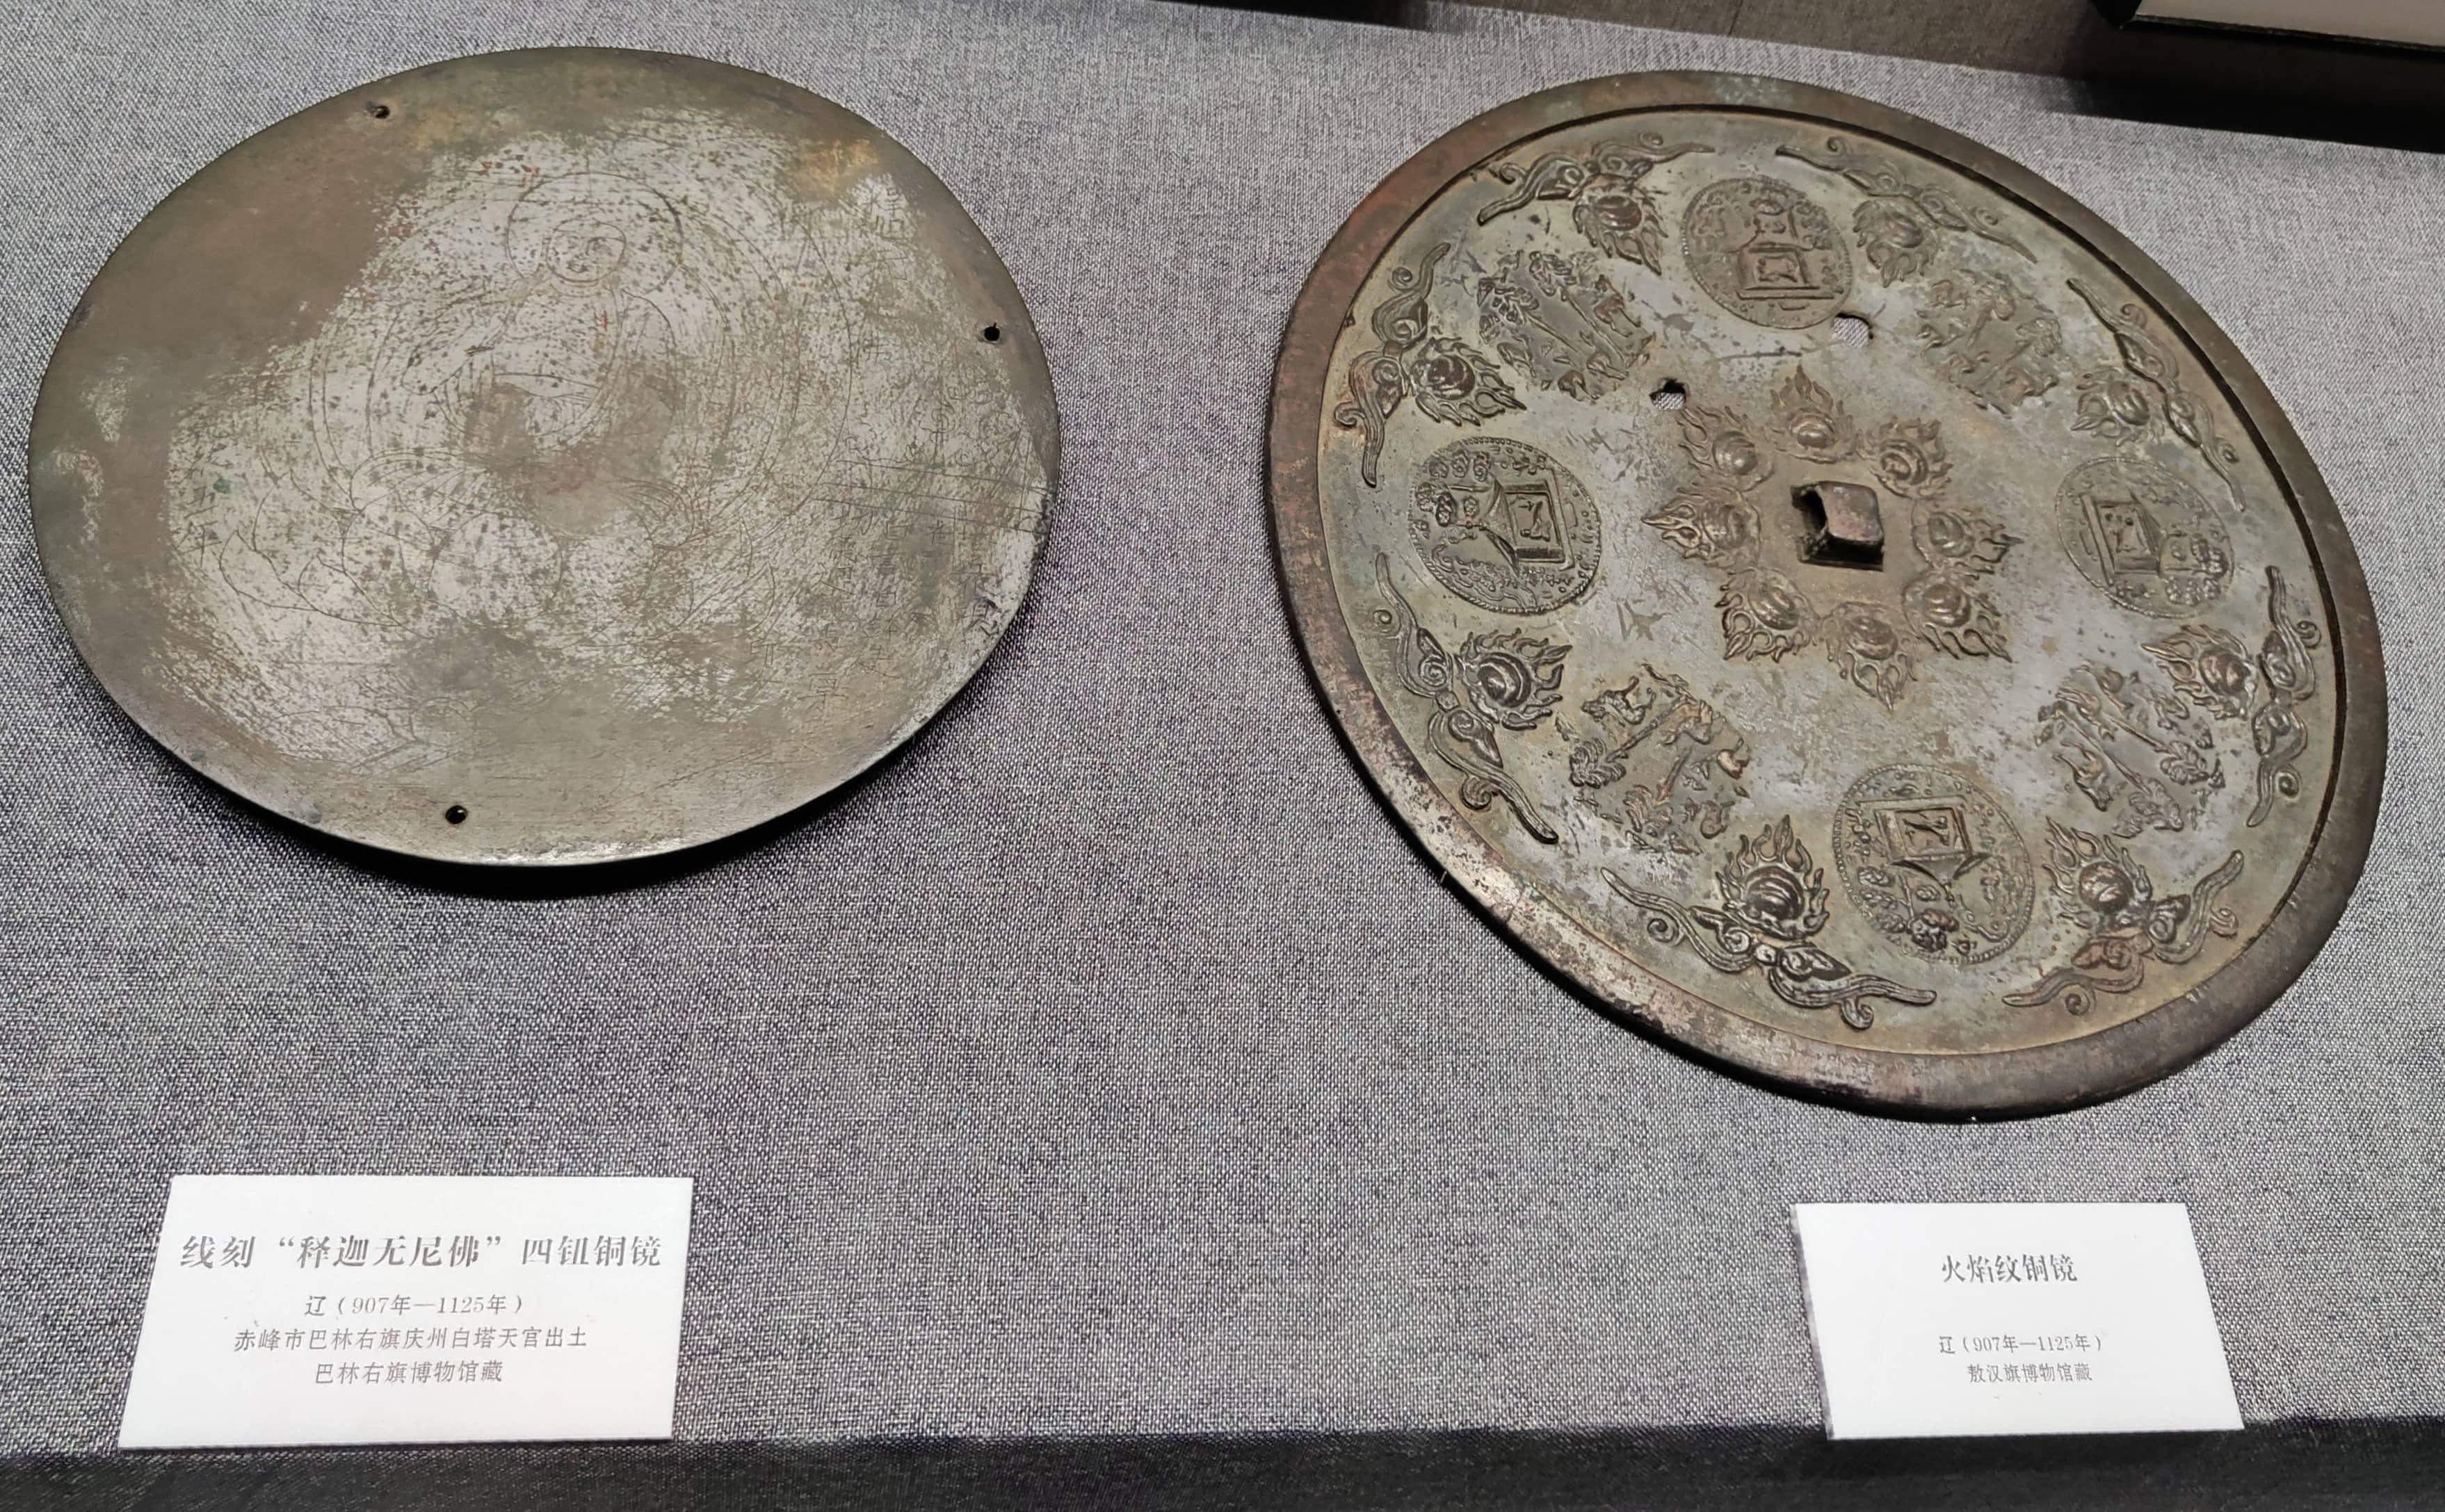 线刻“释迦无尼佛”四钮铜镜
辽（907年—1125年）
赤峰市巴林右旗庆州白塔天宫出土
巴林右旗博物馆藏
火焰纹铜镜
辽（907年—1125年）
敖汉旗博物馆藏